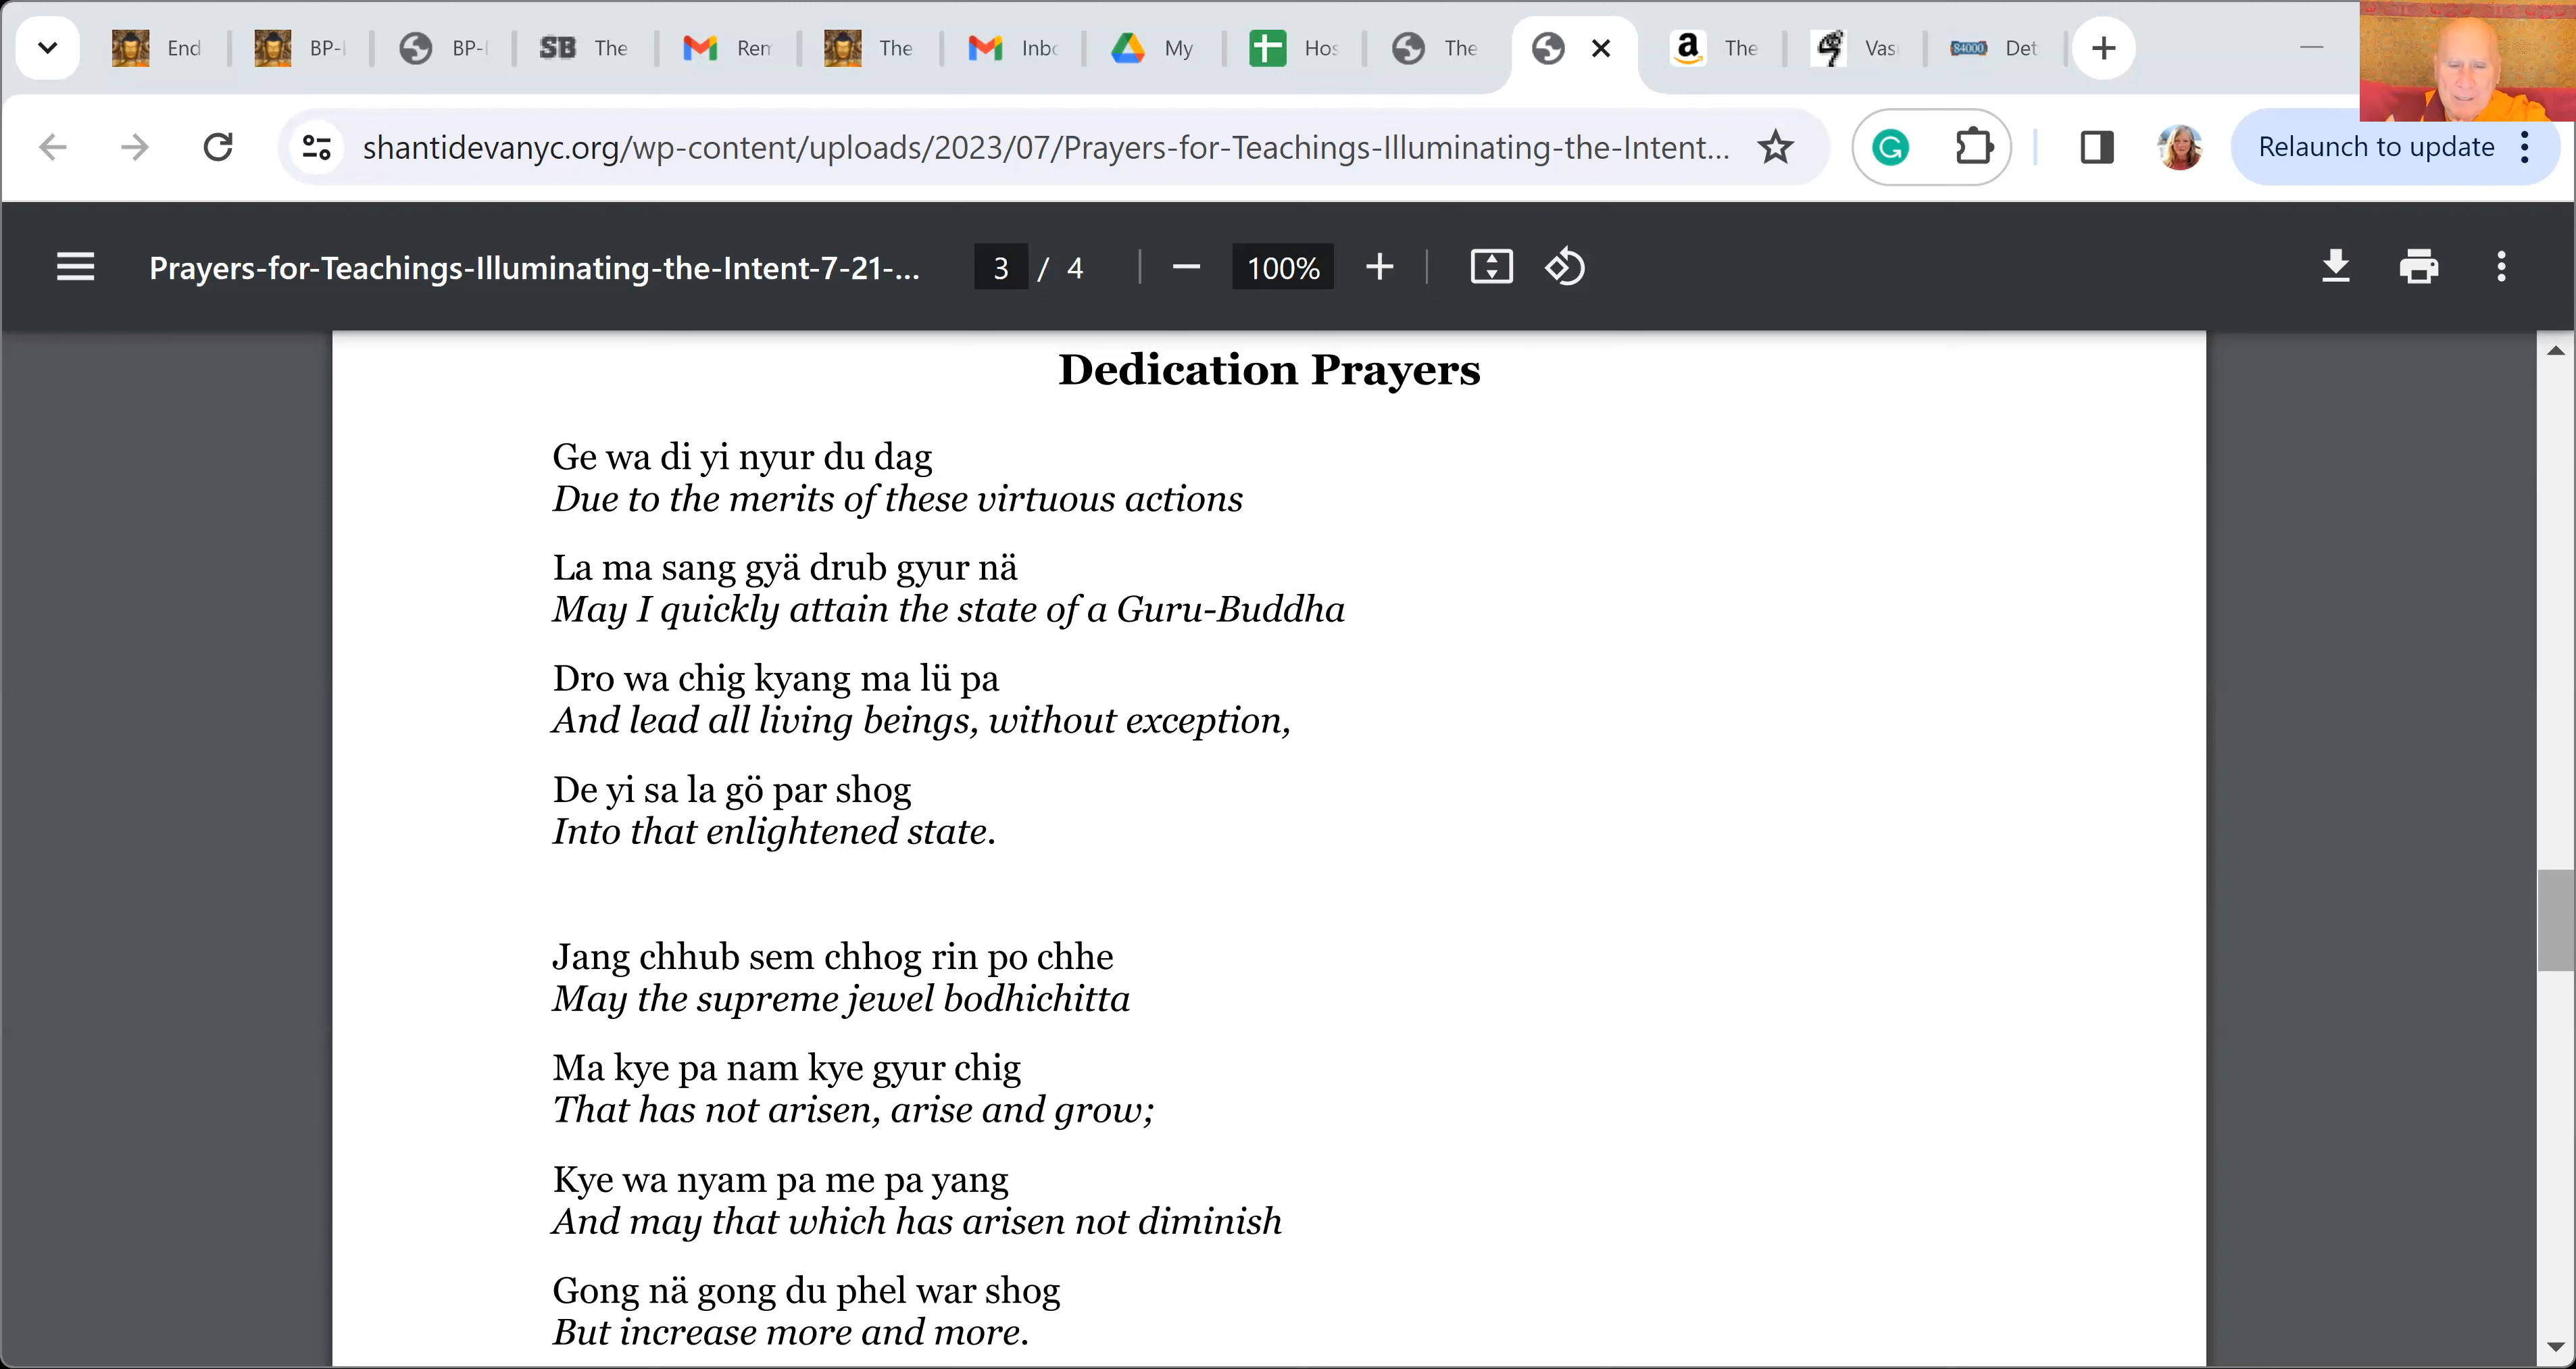 End
BP-
BP-
SB The
Ren
The
Inbo
My
Hos
The
a The
Vas
84000 Det
shantidevanyc.org/wp-content/uploads/2023/07/Prayers-for-Teachings-Illuminating-the-Intent...
Relaunch to update
Prayers-for-Teachings-Illuminating-the-Intent-7-21-...
3 / 4
100%
Dedication Prayers
Ge wa di yi nyur du dag
Due to the merits of these virtuous actions
La ma sang gyä drub gyur nä
May I quickly attain the state of a Guru-Buddha
Dro wa chig kyang ma lü pa
And lead all living beings, without exception,
De yi sa la gö par shog
Into that enlightened state.
Jang chhub sem chhog rin po chhe
May the supreme jewel bodhichitta
Ma kye pa nam kye gyur chig
That has not arisen, arise and grow;
Kye wa nyam pa me pa yang
And may that which has arisen not diminish
Gong nä gong du phel war shog
But increase more and more.